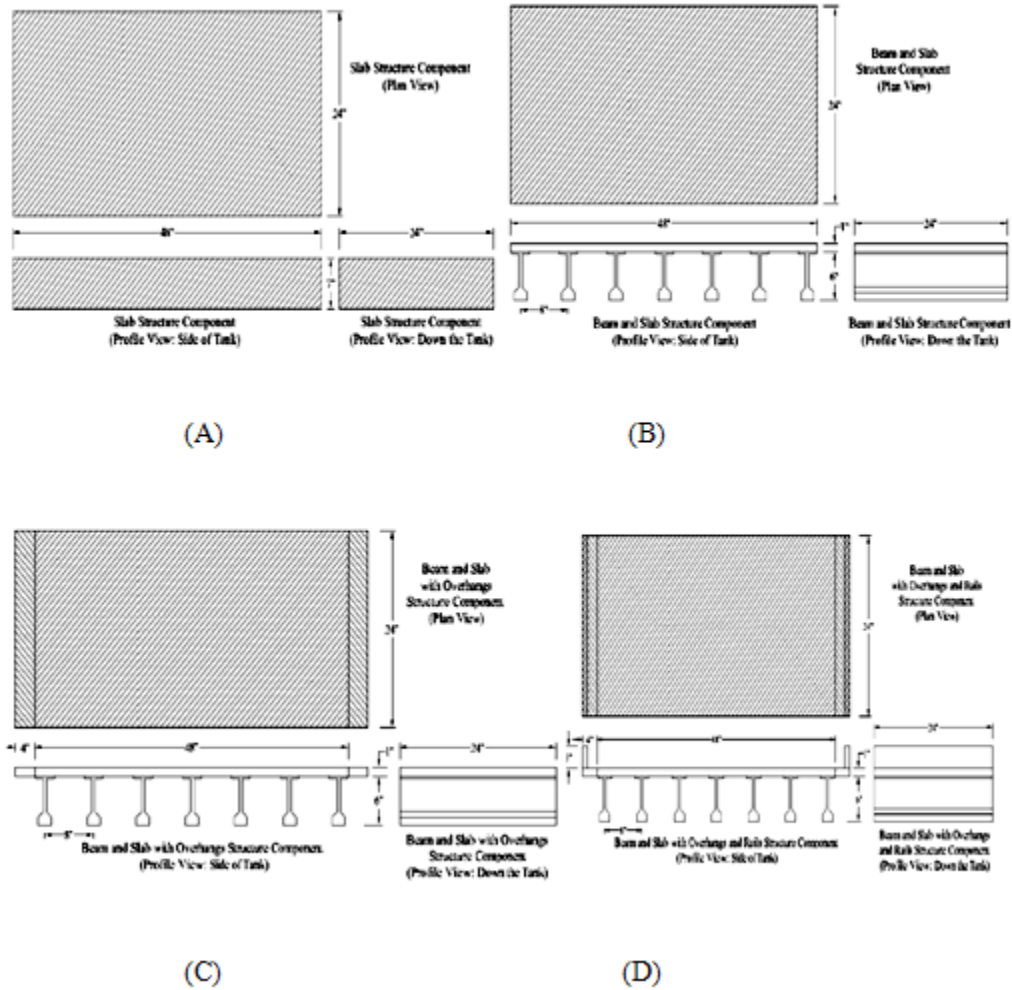 Slab Structure Component
(Plan View)
24"
48"
24"
7"
Slab Structure Component
(Profile View: Side of Tank)
Slab Structure Component
(Profile View: Down the Tank)
(A)
Beam and Slab
Structure Component
(Plan View)
24"
48"
1"
24"
6"
8"
Beam and Slab Structure Component
(Profile View: Side of Tank)
Beam and Slab Structure Component
(Profile View: Down the Tank)
(B)
Beam and Slab
with Overhangs
Structure Component
(Plan View)
24"
4"
48"
1"
24"
6"
8"
Beam and Slab with Overhangs Structure Component
(Profile View: Side of Tank)
Beam and Slab with Overhangs
Structure Component
(Profile View: Down the Tank)
(C)
Beam and Slab
with Overhangs and Rails
Structure Component
(Plan View)
Beam and Slab with Overhangs and Rails Structure Component
(Profile View: Side of Tank)
Beam and Slab with Overhangs
and Rails Structure Component
(Profile View: Down the Tank)
(D)